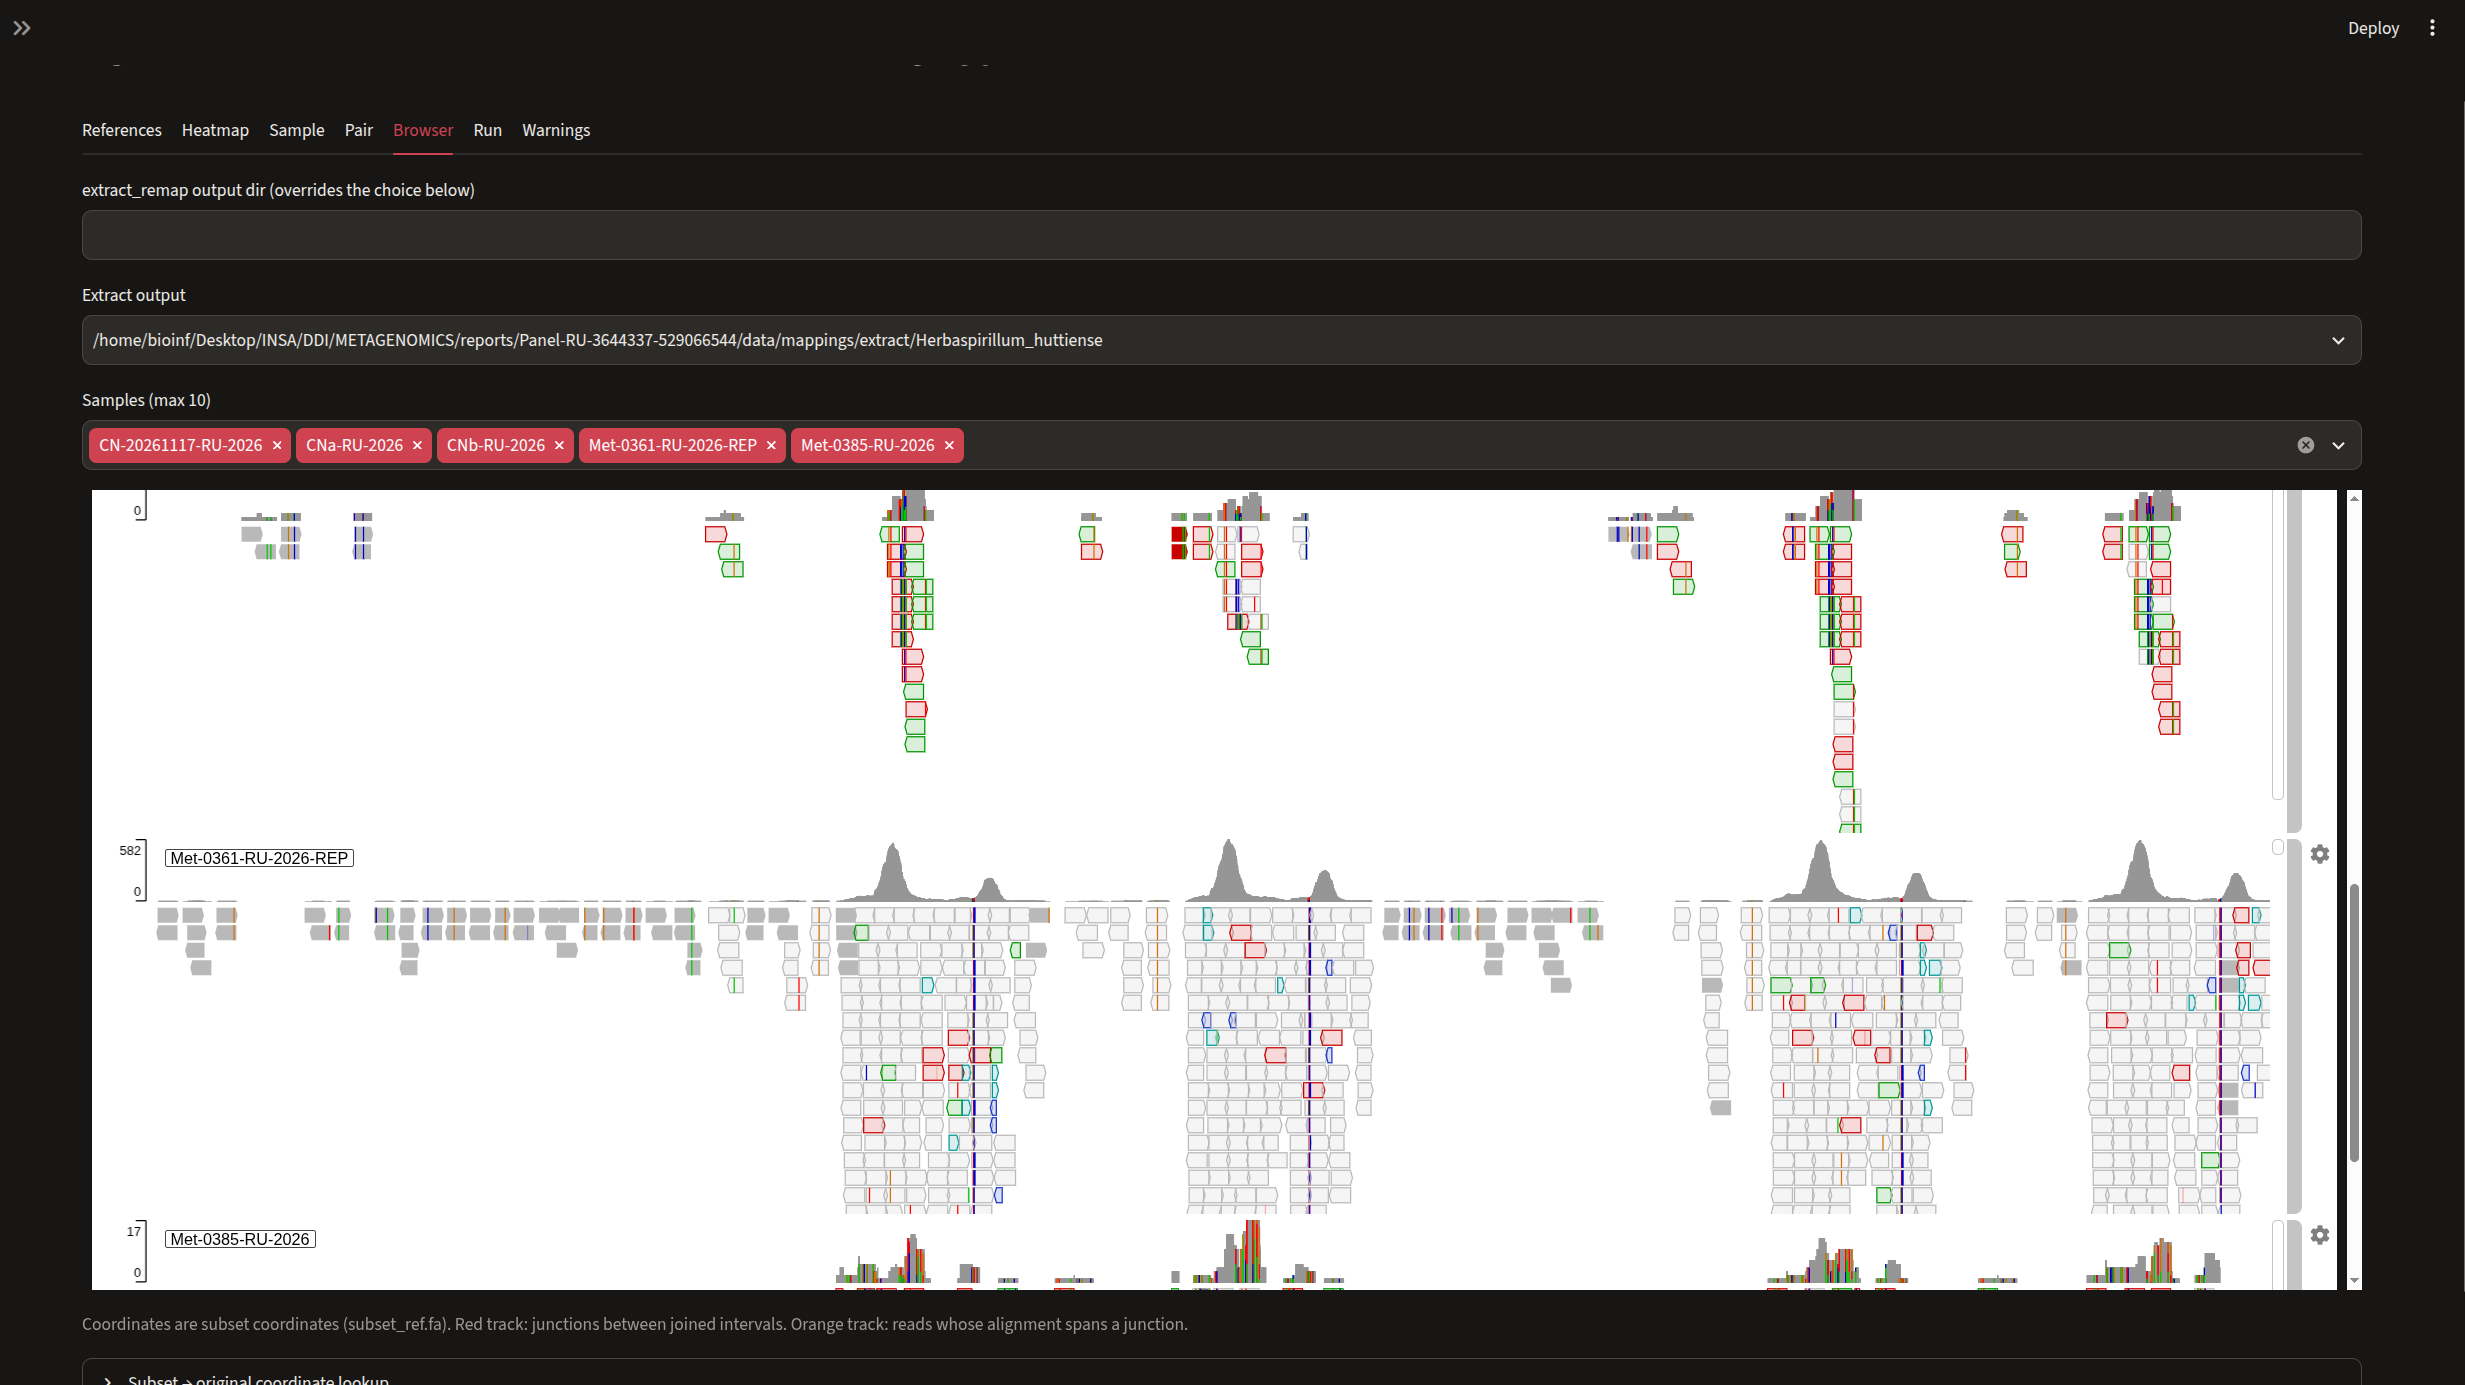 Deploy
References Heatmap Sample Pair Browser Run Warnings
extract_remap output dir (overrides the choice below)
Extract output
/home/bioinf/Desktop/INSA/DDI/METAGENOMICS/reports/Panel-RU-3644337-529066544/data/mappings/extract/Herbaspirillum_huttiense
Samples (max 10)
CN-20261117-RU-2026 CNa-RU-2026 CNb-RU-2026 Met-0361-RU-2026-REP Met-0385-RU-2026
0
582
Met-0361-RU-2026-REP
0
17
Met-0385-RU-2026
0
Coordinates are subset coordinates (subset_ref.fa). Red track: junctions between joined intervals. Orange track: reads whose alignment spans a junction.
Subset → original coordinate lookup